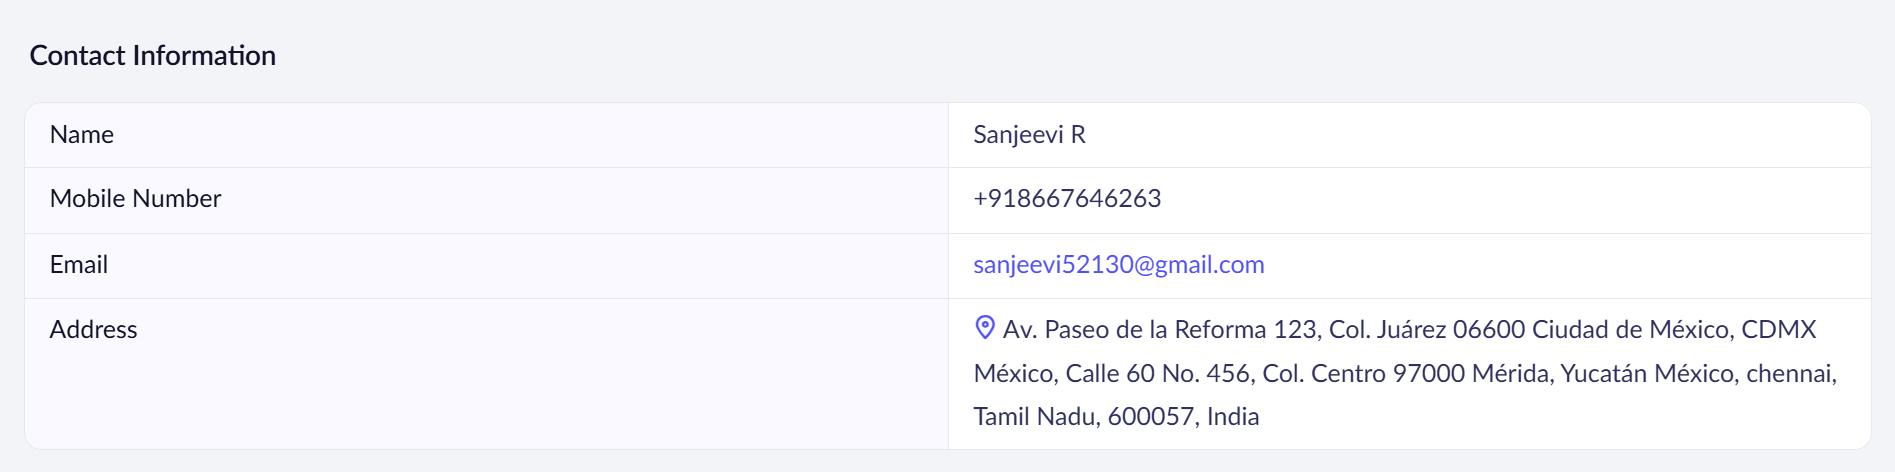 Contact Information
Name
Sanjeevi R
Mobile Number
+918667646263
Email
sanjeevi52130@gmail.com
Address
Av. Paseo de la Reforma 123, Col. Juárez 06600 Ciudad de México, CDMX
México, Calle 60 No. 456, Col. Centro 97000 Mérida, Yucatán México, chennai,
Tamil Nadu, 600057, India